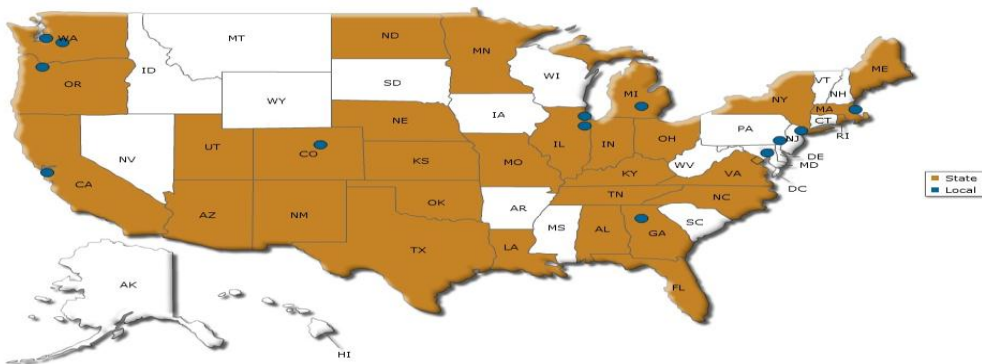 WA
MT
ND
MN
ME
VT
NH
ID
OR
SD
WI
MI
NY
MA
CT
RI
WY
IA
PA
NJ
NE
NV
UT
CO
IL
IN
OH
DE
MD
DC
WV
VA
CA
KS
MO
KY
NC
TN
AZ
NM
OK
AR
SC
MS
AL
GA
TX
LA
FL
AK
HI
State
Local